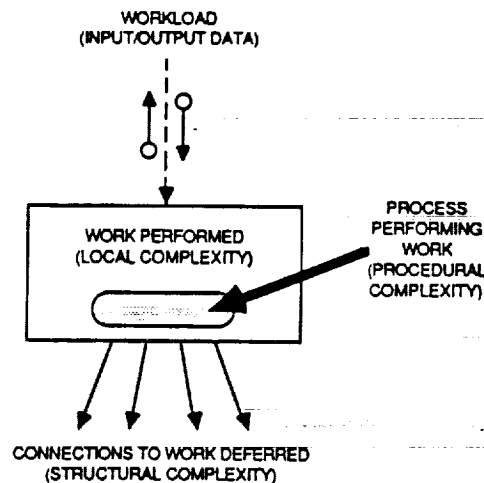 WORKLOAD
(INPUT/OUTPUT DATA)
WORK PERFORMED
(LOCAL COMPLEXITY)
PROCESS
PERFORMING
WORK
(PROCEDURAL
COMPLEXITY)
CONNECTIONS TO WORK DEFERRED
(STRUCTURAL COMPLEXITY)